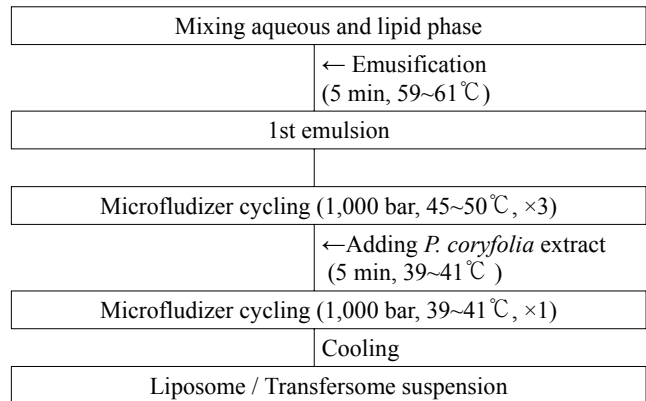 Mixing aqueous and lipid phase
← Emusification
(5 min, 59~61℃)
1st emulsion
Microfludizer cycling (1,000 bar, 45~50℃, ×3)
←Adding P. coryfolia extract
(5 min, 39~41℃ )
Microfludizer cycling (1,000 bar, 39~41℃, ×1)
Cooling
Liposome / Transfersome suspension